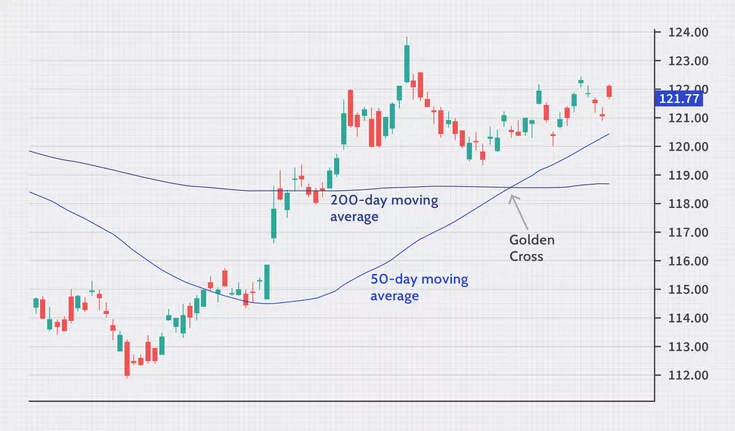 124.00
123.00
122.00
121.77
121.00
120.00
119.00
118.00
117.00
116.00
115.00
114.00
113.00
112.00
200-day moving
average
Golden
Cross
50-day moving
average